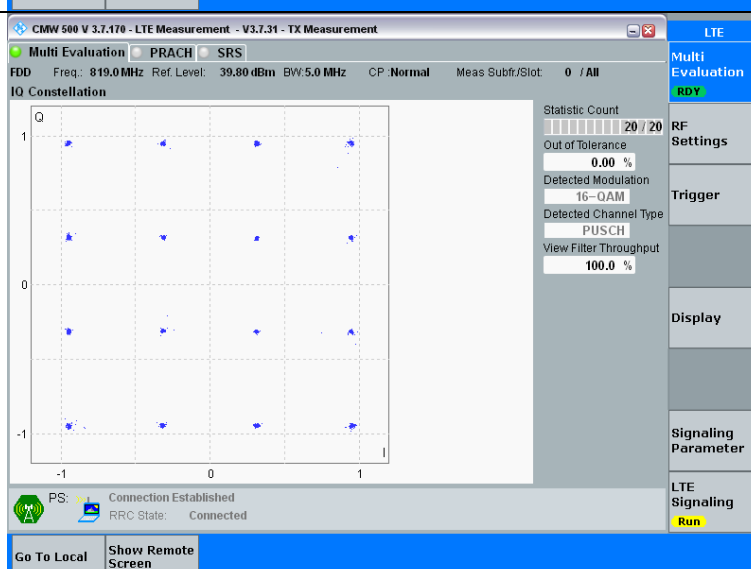 CMW 500 V 3.7.170 - LTE Measurement - V3.7.31 - TX Measurement
LTE
Multi Evaluation PRACH SRS
FDD Freq.: 819.0 MHz Ref. Level: 39.80 dBm BW: 5.0 MHz CP : Normal Meas Subfr./Slot: 0 / All
IQ Constellation
Q
1
0
-1
-1 0 1
I
Statistic Count
20 / 20
Out of Tolerance
0.00 %
Detected Modulation
16-QAM
Detected Channel Type
PUSCH
View Filter Throughput
100.0 %
PS:
Connection Established
RRC State: Connected
Multi
Evaluation
RDY
RF
Settings
Trigger
Display
Signaling
Parameter
LTE
Signaling
Run
Go To Local
Show Remote
Screen